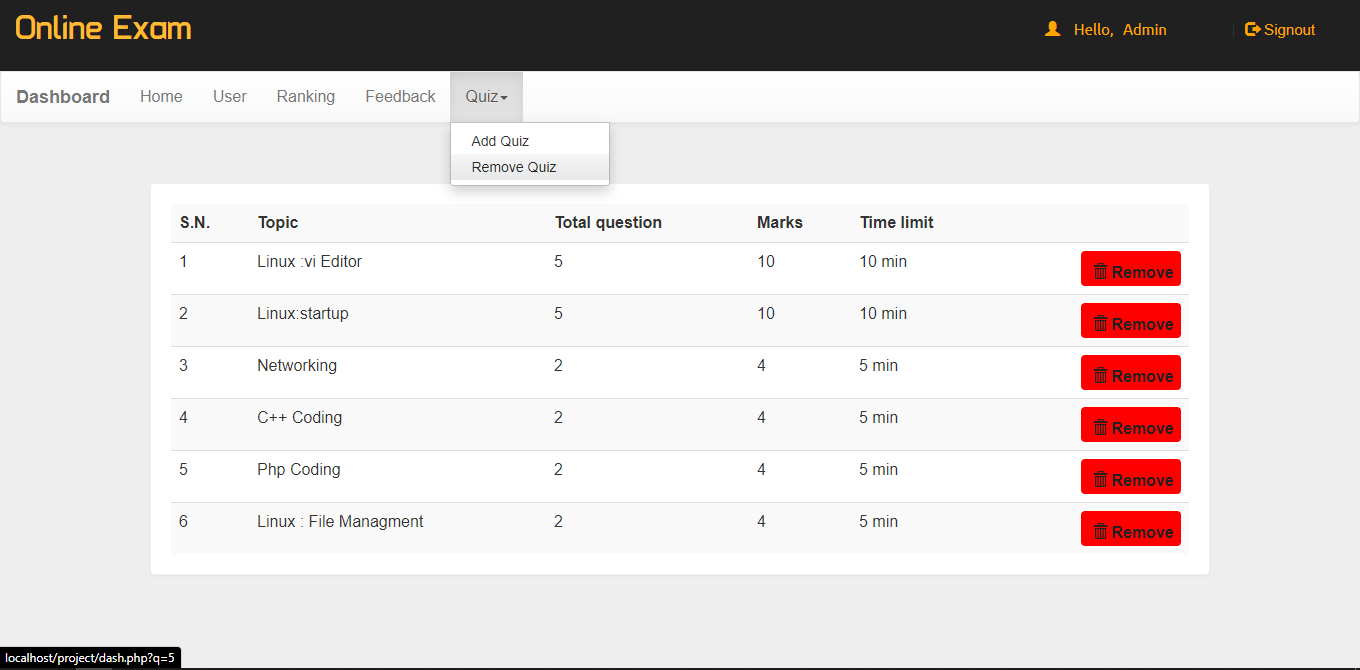 Online Exam
Hello, Admin
Signout
Dashboard Home User Ranking Feedback Quiz
Add Quiz
Remove Quiz
S.N. Topic Total question Marks Time limit
1 Linux :vi Editor 5 10 10 min Remove
2 Linux:startup 5 10 10 min Remove
3 Networking 2 4 5 min Remove
4 C++ Coding 2 4 5 min Remove
5 Php Coding 2 4 5 min Remove
6 Linux : File Managment 2 4 5 min Remove
localhost/project/dash.php?q=5